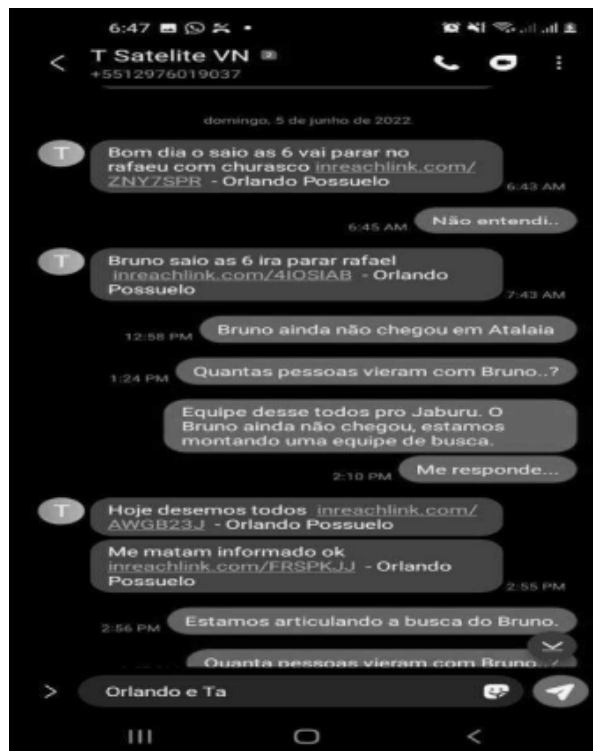 6:47
T Satelite VN 2
+5512976019037
domingo, 5 de junho de 2022
T
Bom dia o saio as 6 vai parar no
rafaeu com churasco inreachlink.com/
ZNY7SPR - Orlando Possuelo
6:43 AM
6:45 AM
Não entendi..
T
Bruno saio as 6 ira parar rafael
inreachlink.com/4IOSIAB - Orlando
Possuelo
7:43 AM
12:58 PM
Bruno ainda não chegou em Atalaia
1:24 PM
Quantas pessoas vieram com Bruno..?
Equipe desse todos pro Jaburu. O
Bruno ainda não chegou, estamos
montando uma equipe de busca.
2:10 PM
Me responde...
T
Hoje desemos todos inreachlink.com/
AWGB23J - Orlando Possuelo
Me matam informado ok
inreachlink.com/FRSPKJJ - Orlando
Possuelo
2:55 PM
2:56 PM
Estamos articulando a busca do Bruno.
Quanta pessoas vieram com Bruno
Orlando e Ta